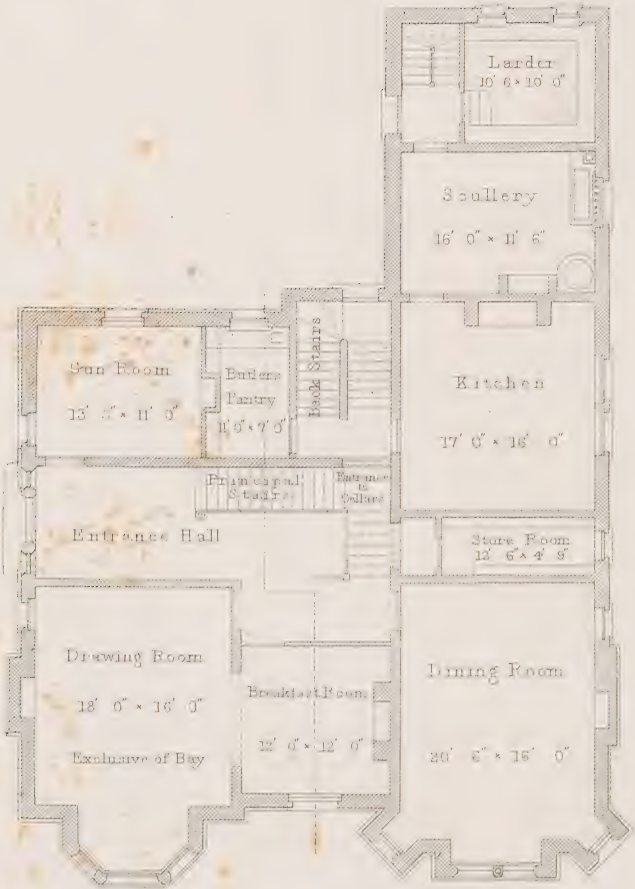 Larder
10' 6 × 10' 0"
Scullery
16' 0" × 11' 6"
Gun Room
13' 3" × 11' 0"
Butlers
Pantry
11' 0" × 7' 0"
Back Stairs
Kitchen
17' 0" × 16' 0"
Principal
Stairs
Entrance
to
Cellars
Entrance Hall
Store Room
12' 6" × 4' 9"
Drawing Room
18' 0" × 16' 0"
Exclusive of Bay
Breakfast Room
12' 0" × 12' 0"
Dining Room
20' 6" × 16' 0"